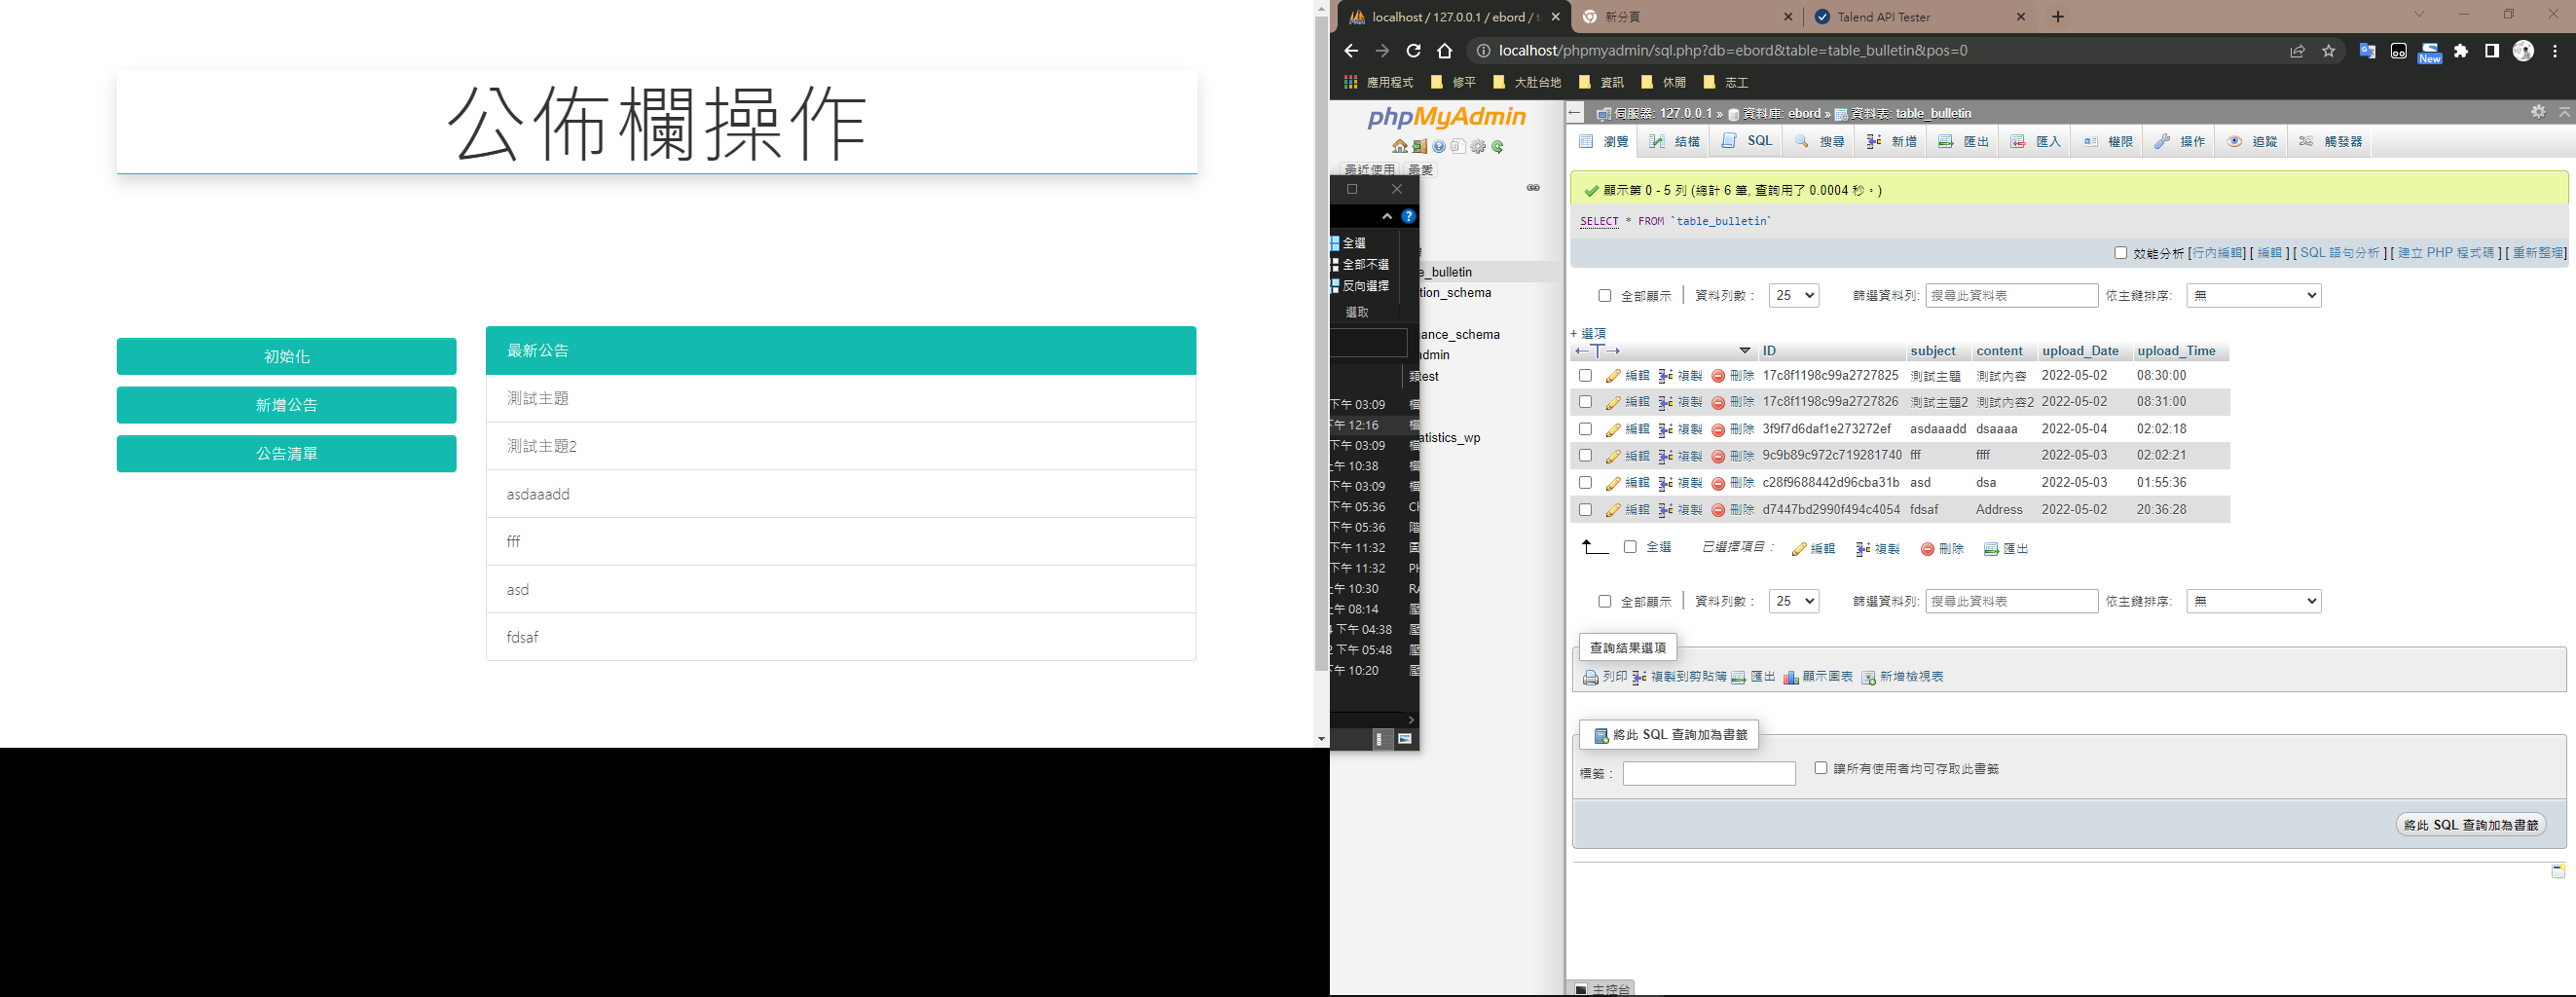 公佈欄操作
初始化
新增公告
公告清單
最新公告
測試主題
測試主題2
asdaaadd
fff
asd
fdsaf
localhost / 127.0.0.1 / ebord / t
新分頁
Talend API Tester
localhost/phpmyadmin/sql.php?db=ebord&table=table_bulletin&pos=0
New
應用程式 修平 大肚台地 資訊 休閒 志工
phpMyAdmin
最近使用 最愛
全選
全部不選
反向選擇
選取
e_bulletin
tion_schema
ance_schema
admin
test
atistics_wp
下午 03:09
下午 12:16
下午 03:09
上午 10:38
下午 03:09
下午 05:36
下午 05:36
下午 11:32
下午 11:32
上午 10:30
上午 08:14
下午 04:38
下午 05:48
下午 10:20
伺服器: 127.0.0.1 » 資料庫: ebord » 資料表: table_bulletin
瀏覽 結構 SQL 搜尋 新增 匯出 匯入 權限 操作 追蹤 觸發器
顯示第 0 - 5 列 (總計 6 筆, 查詢用了 0.0004 秒。)
SELECT * FROM `table_bulletin`
效能分析 [行內編輯] [ 編輯 ] [ SQL 語句分析 ] [ 建立 PHP 程式碼 ] [ 重新整理]
全部顯示 資料列數： 25 篩選資料列: 搜尋此資料表 依主鍵排序: 無
+ 選項
←T→ ID subject content upload_Date upload_Time
編輯 複製 刪除 17c8f1198c99a2727825 測試主題 測試內容 2022-05-02 08:30:00
編輯 複製 刪除 17c8f1198c99a2727826 測試主題2 測試內容2 2022-05-02 08:31:00
編輯 複製 刪除 3f9f7d6daf1e273272ef asdaaadd dsaaaa 2022-05-04 02:02:18
編輯 複製 刪除 9c9b89c972c719281740 fff ffff 2022-05-03 02:02:21
編輯 複製 刪除 c28f9688442d96cba31b asd dsa 2022-05-03 01:55:36
編輯 複製 刪除 d7447bd2990f494c4054 fdsaf Address 2022-05-02 20:36:28
全選 已選擇項目： 編輯 複製 刪除 匯出
全部顯示 資料列數： 25 篩選資料列: 搜尋此資料表 依主鍵排序: 無
查詢結果選項
列印 複製到剪貼簿 匯出 顯示圖表 新增檢視表
將此 SQL 查詢加為書籤
標籤： 讓所有使用者均可存取此書籤
將此 SQL 查詢加為書籤
主控台